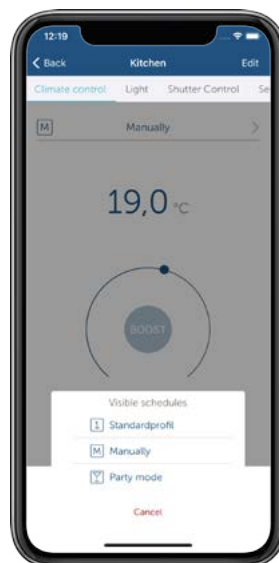 12:19
Back Kitchen Edit
Climate control Light Shutter Control Se
M Manually
19,0 °C
BOOST
Visible schedules
1 Standardprofil
M Manually
Party mode
Cancel